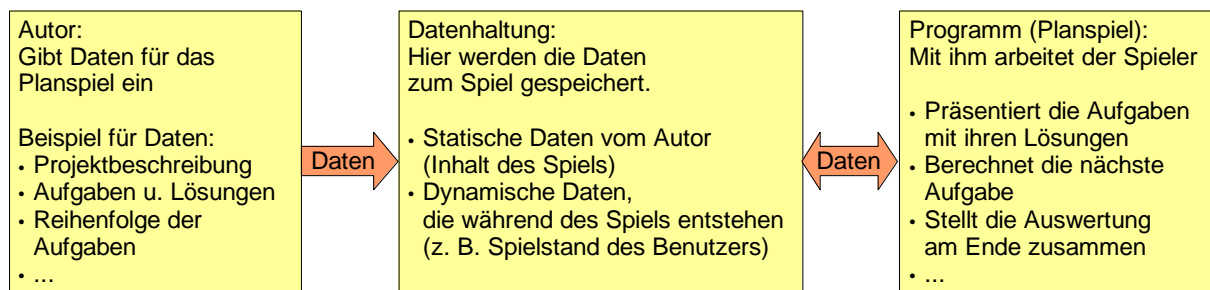 Autor:
Gibt Daten für das
Planspiel ein
Beispiel für Daten:
• Projektbeschreibung
• Aufgaben u. Lösungen
• Reihenfolge der
Aufgaben
• ...
Daten
Datenhaltung:
Hier werden die Daten
zum Spiel gespeichert.
• Statische Daten vom Autor
(Inhalt des Spiels)
• Dynamische Daten,
die während des Spiels entstehen
(z. B. Spielstand des Benutzers)
Daten
Programm (Planspiel):
Mit ihm arbeitet der Spieler
• Präsentiert die Aufgaben
mit ihren Lösungen
• Berechnet die nächste
Aufgabe
• Stellt die Auswertung
am Ende zusammen
• ...